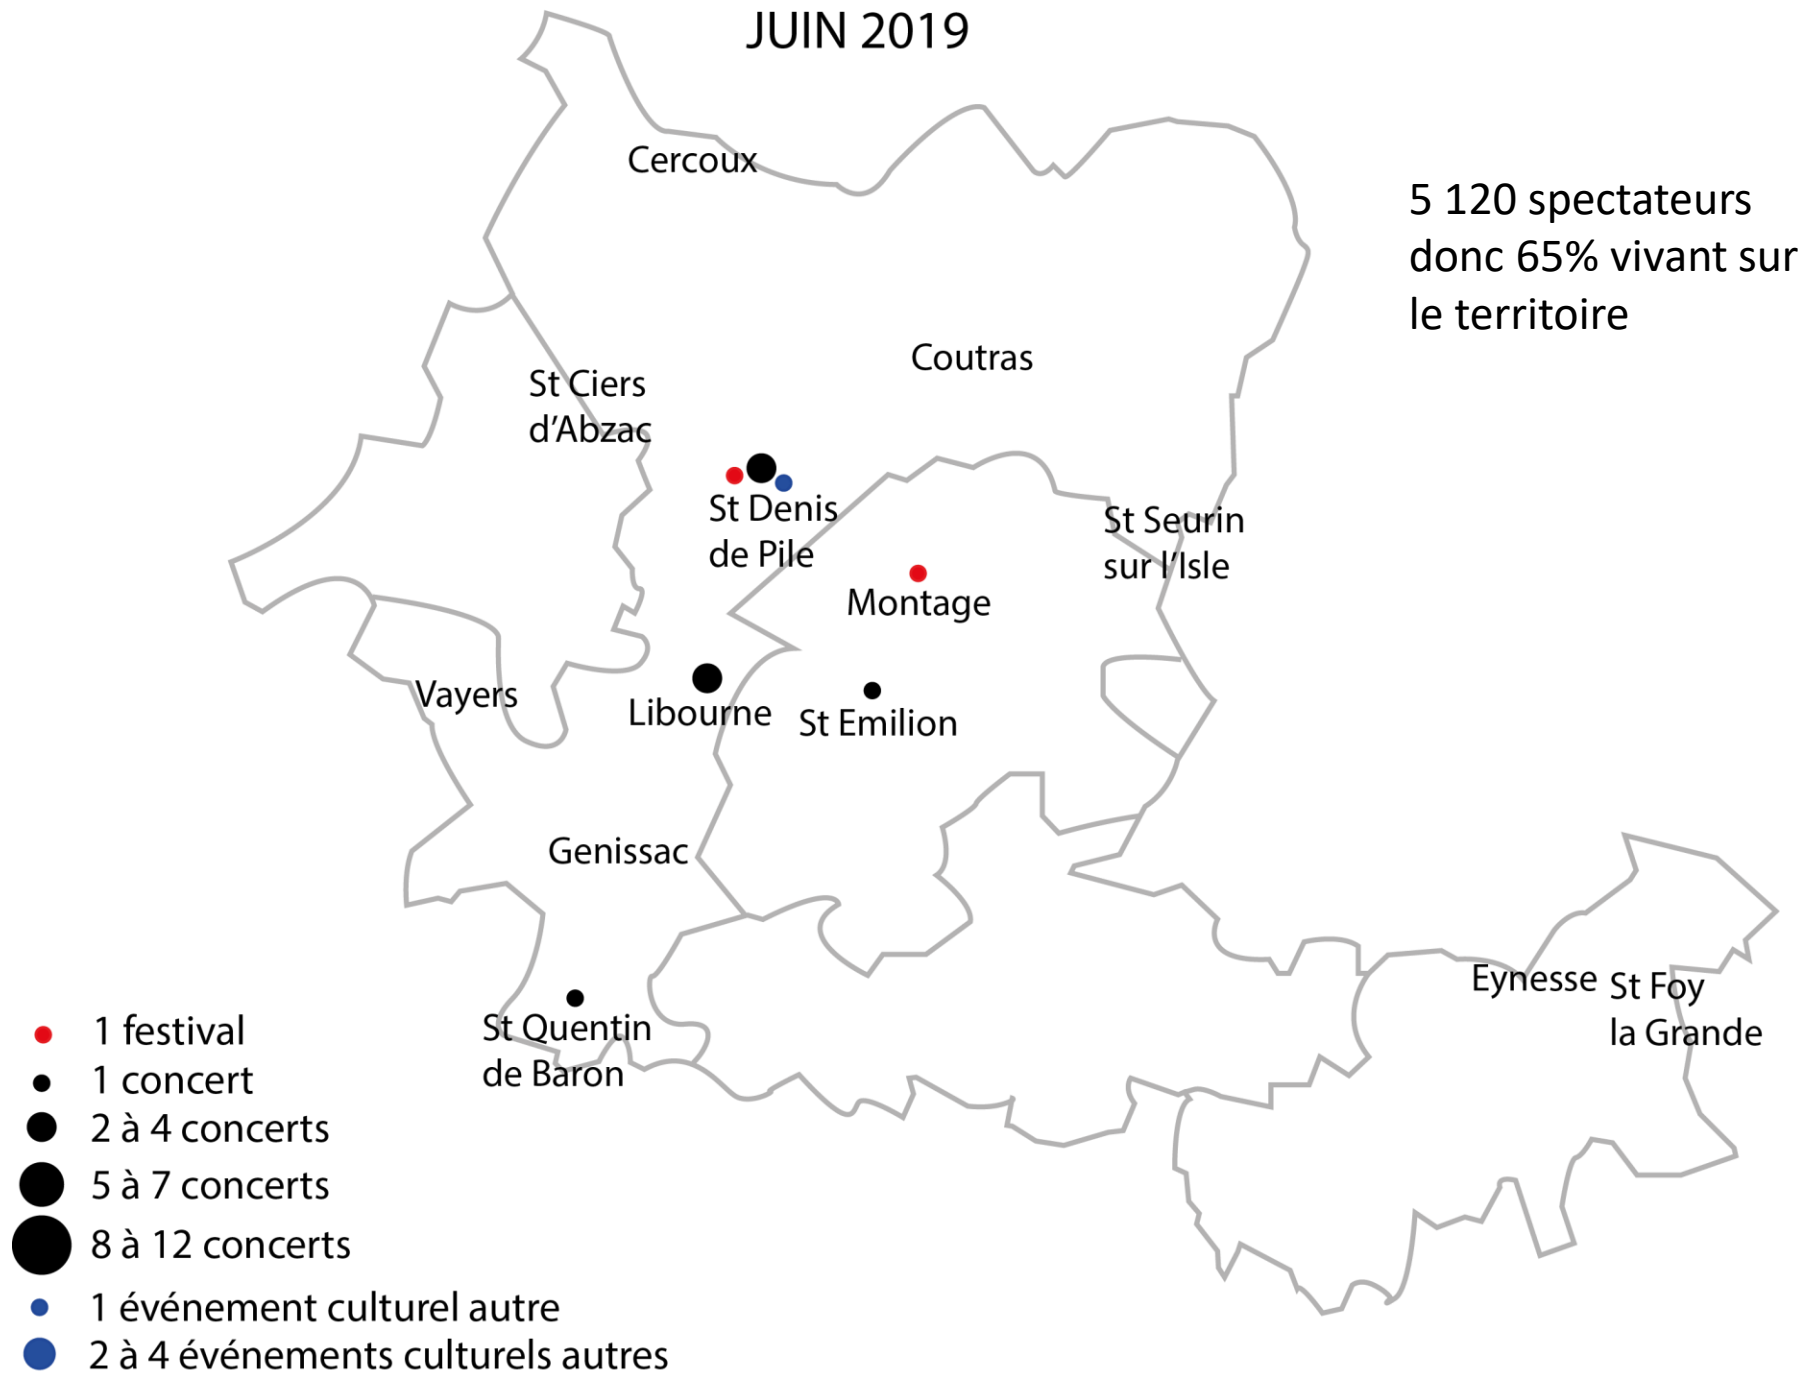 JUIN 2019
Cercoux
5 120 spectateurs
donc 65% vivant sur
le territoire
Coutras
St Ciers
d'Abzac
St Denis
de Pile
St Seurin
sur l'Isle
Montage
Vayers
Libourne
St Emilion
Genissac
Eynesse
St Foy
la Grande
St Quentin
de Baron
1 festival
1 concert
2 à 4 concerts
5 à 7 concerts
8 à 12 concerts
1 événement culturel autre
2 à 4 événements culturels autres